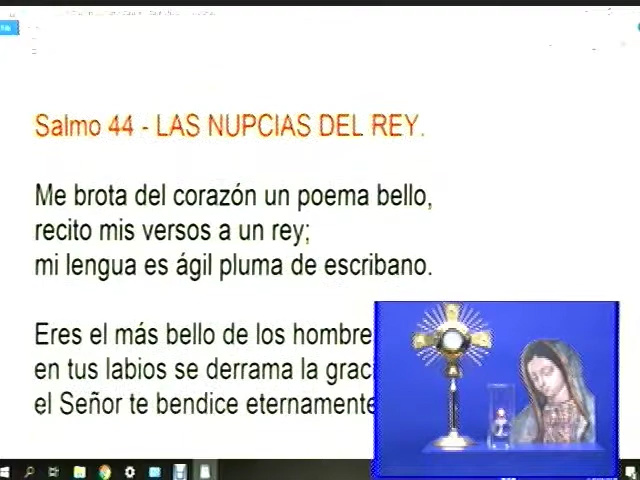 Salmo 44 - LAS NUPCIAS DEL REY.
Me brota del corazón un poema bello,
recito mis versos a un rey;
mi lengua es ágil pluma de escribano.
Eres el más bello de los hombre
en tus labios se derrama la grac
el Señor te bendice eternamente